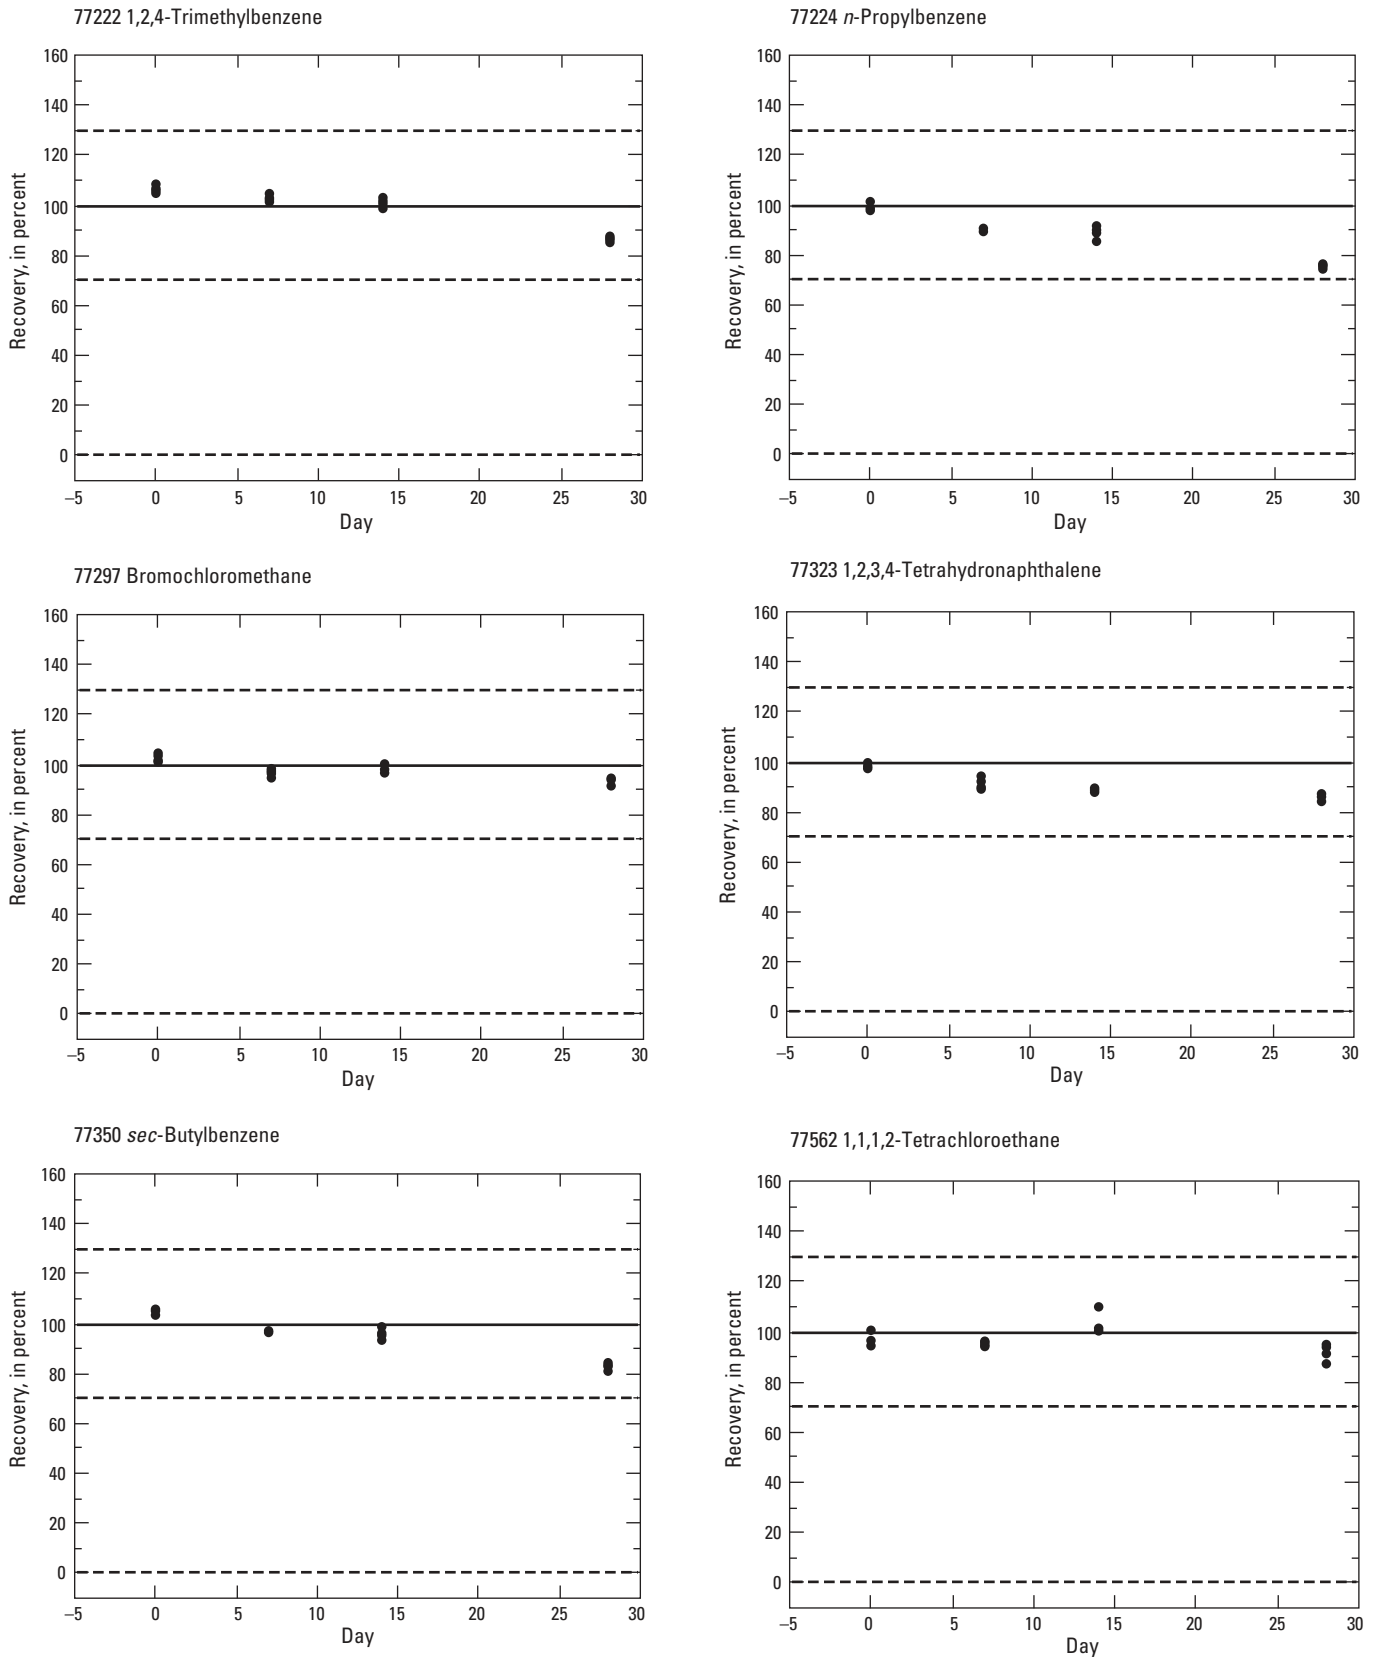 77222 1,2,4-Trimethylbenzene
160
140
120
100
80
60
40
20
0
Recovery, in percent
–5 0 5 10 15 20 25 30
Day
77224 n-Propylbenzene
160
140
120
100
80
60
40
20
0
Recovery, in percent
–5 0 5 10 15 20 25 30
Day
77297 Bromochloromethane
160
140
120
100
80
60
40
20
0
Recovery, in percent
–5 0 5 10 15 20 25 30
Day
77323 1,2,3,4-Tetrahydronaphthalene
160
140
120
100
80
60
40
20
0
Recovery, in percent
–5 0 5 10 15 20 25 30
Day
77350 sec-Butylbenzene
160
140
120
100
80
60
40
20
0
Recovery, in percent
–5 0 5 10 15 20 25 30
Day
77562 1,1,1,2-Tetrachloroethane
160
140
120
100
80
60
40
20
0
Recovery, in percent
–5 0 5 10 15 20 25 30
Day